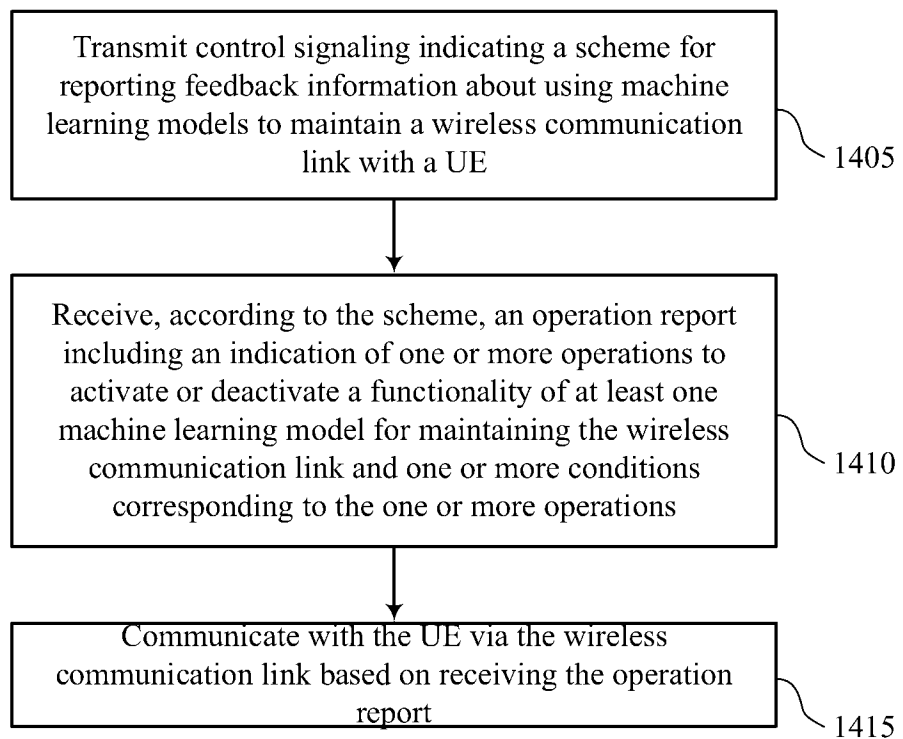 Transmit control signaling indicating a scheme for
reporting feedback information about using machine
learning models to maintain a wireless communication
link with a UE
1405
Receive, according to the scheme, an operation report
including an indication of one or more operations to
activate or deactivate a functionality of at least one
machine learning model for maintaining the wireless
communication link and one or more conditions
corresponding to the one or more operations
1410
Communicate with the UE via the wireless
communication link based on receiving the operation
report
1415